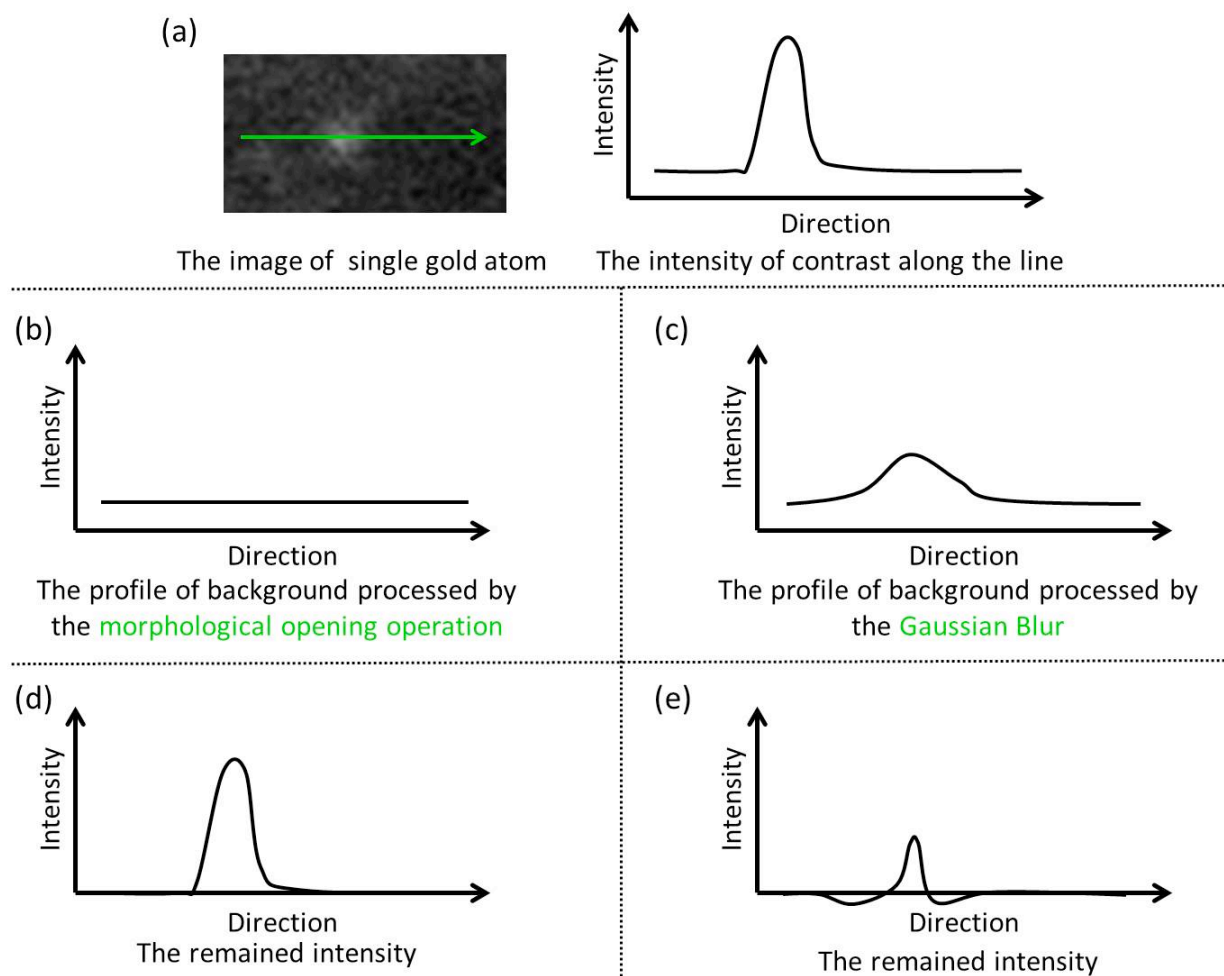 (a)
Intensity
Direction
The image of single gold atom
The intensity of contrast along the line
(b)
Intensity
Direction
The profile of background processed by
the morphological opening operation
(c)
Intensity
Direction
The profile of background processed by
the Gaussian Blur
(d)
Intensity
Direction
The remained intensity
(e)
Intensity
Direction
The remained intensity